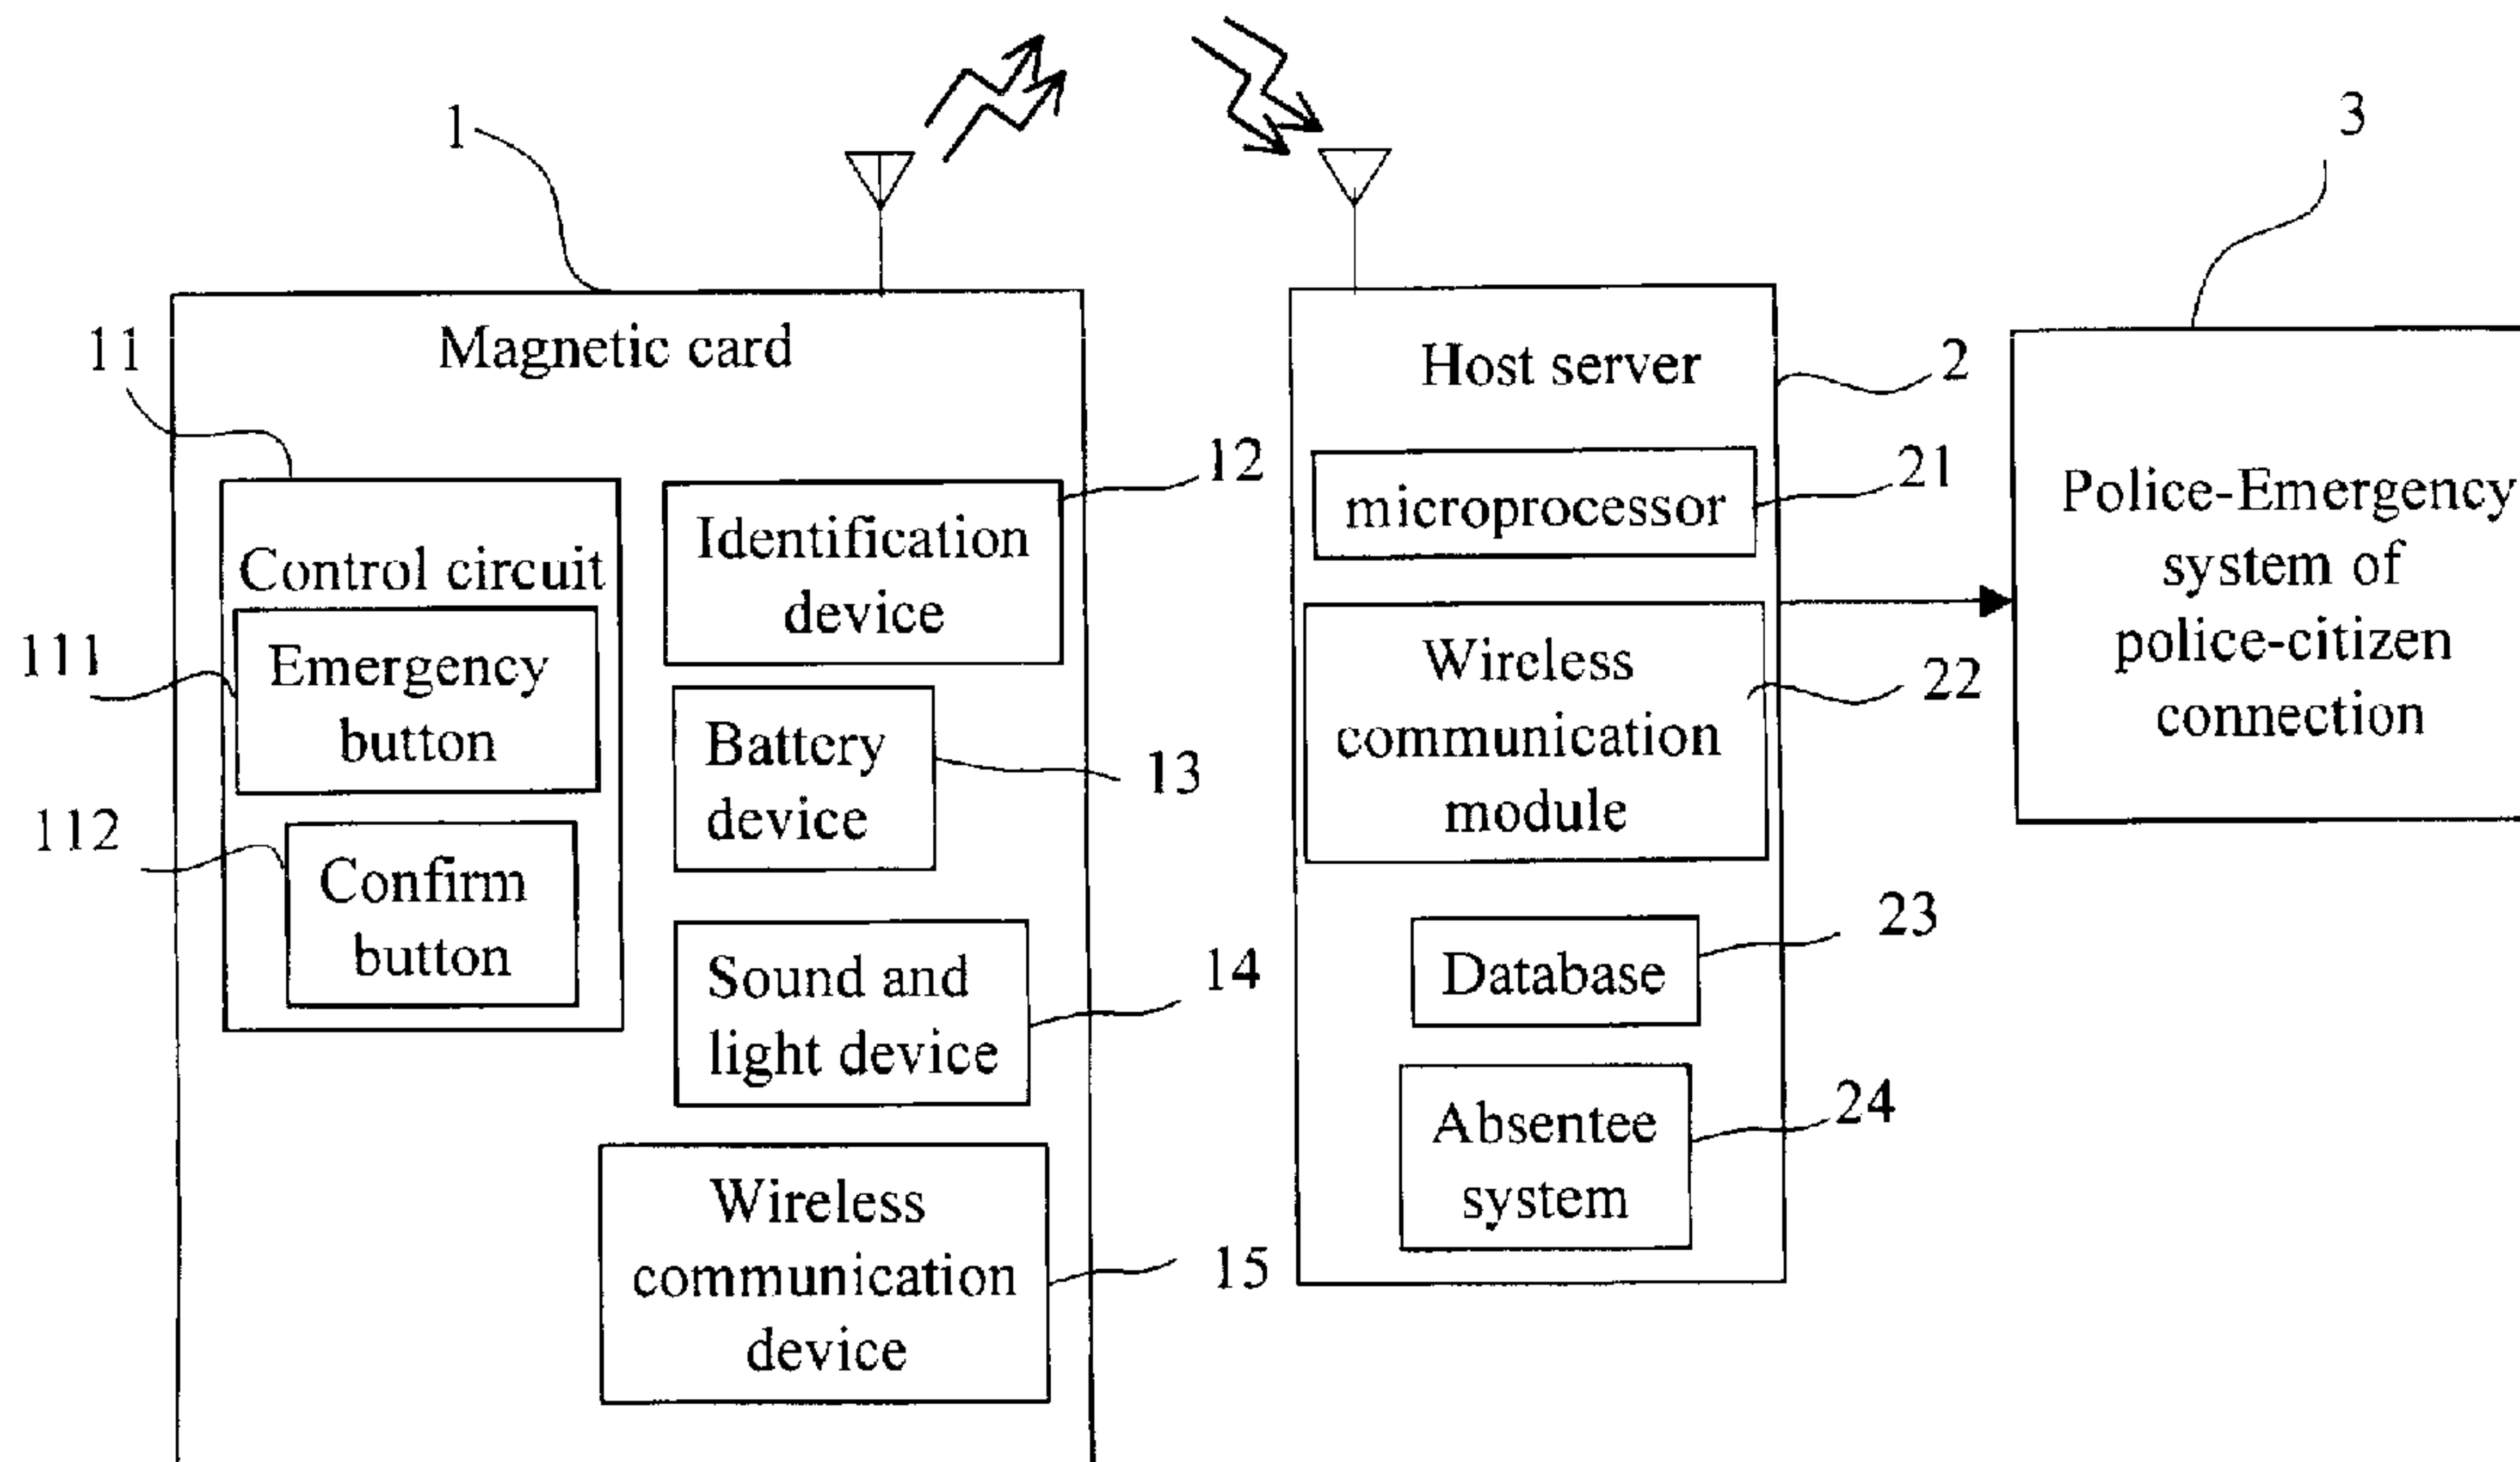 1
Magnetic card
11
Control circuit
111
Emergency
button
112
Confirm
button
12
Identification
device
13
Battery
device
14
Sound and
light device
15
Wireless
communication
device
2
Host server
21
microprocessor
22
Wireless
communication
module
23
Database
24
Absentee
system
3
Police-Emergency
system of
police-citizen
connection